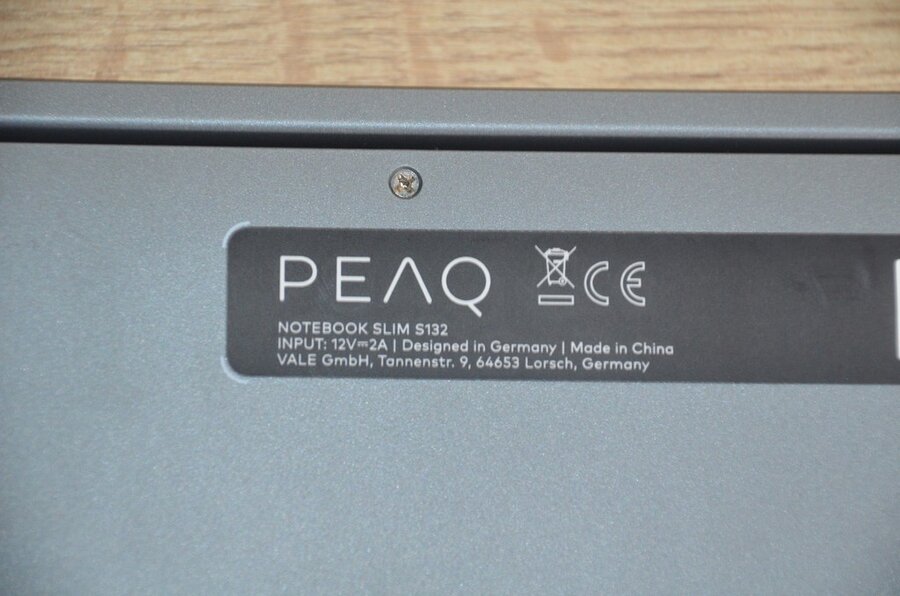 PEAQ CE
NOTEBOOK SLIM S132
INPUT: 12V⎓2A | Designed in Germany | Made in China
VALE GmbH, Tannenstr. 9, 64653 Lorsch, Germany